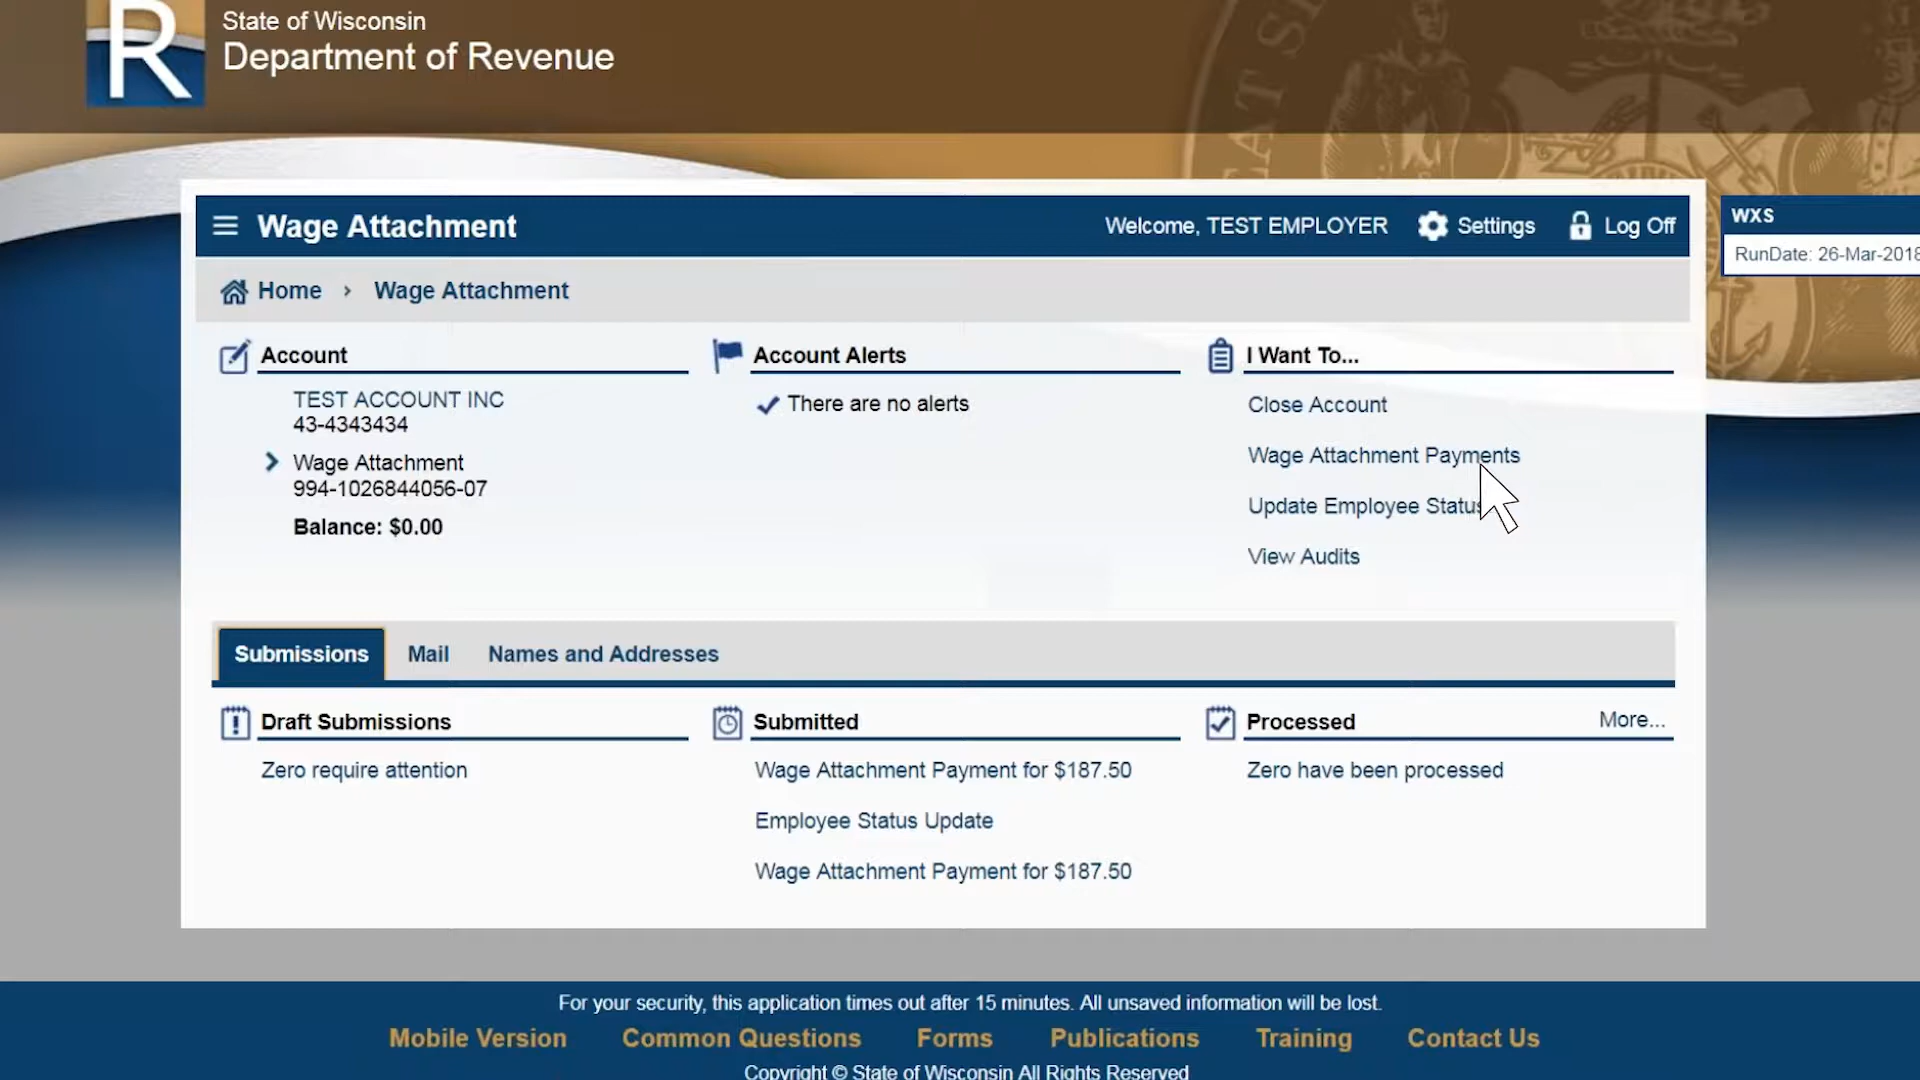 R
State of Wisconsin
Department of Revenue
Wage Attachment
Welcome, TEST EMPLOYER
Settings
Log Off
WXS
RunDate: 26-Mar-2018
Home › Wage Attachment
Account
TEST ACCOUNT INC
43-4343434
Wage Attachment
994-1026844056-07
Balance: $0.00
Account Alerts
There are no alerts
I Want To...
Close Account
Wage Attachment Payments
Update Employee Status
View Audits
Submissions
Mail
Names and Addresses
Draft Submissions
Zero require attention
Submitted
Wage Attachment Payment for $187.50
Employee Status Update
Wage Attachment Payment for $187.50
Processed
More...
Zero have been processed
For your security, this application times out after 15 minutes. All unsaved information will be lost.
Mobile Version
Common Questions
Forms
Publications
Training
Contact Us
Copyright © State of Wisconsin All Rights Reserved